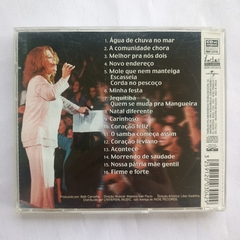 1. Água de chuva no mar
2. A comunidade chora
3. Melhor pra nós dois
4. Novo endereço
5. Mole que nem manteiga
Escasseia
Corda no pescoço
6. Minha festa
7. Jequitibá
Quem se muda pra Mangueira
8. Natal diferente
9. Carinhoso
10. Coração feliz
11. O samba começa assim
12. Coração leviano
13. Acontece
14. Morrendo de saudade
15. Nossa pátria mãe gentil
16. Firme e forte